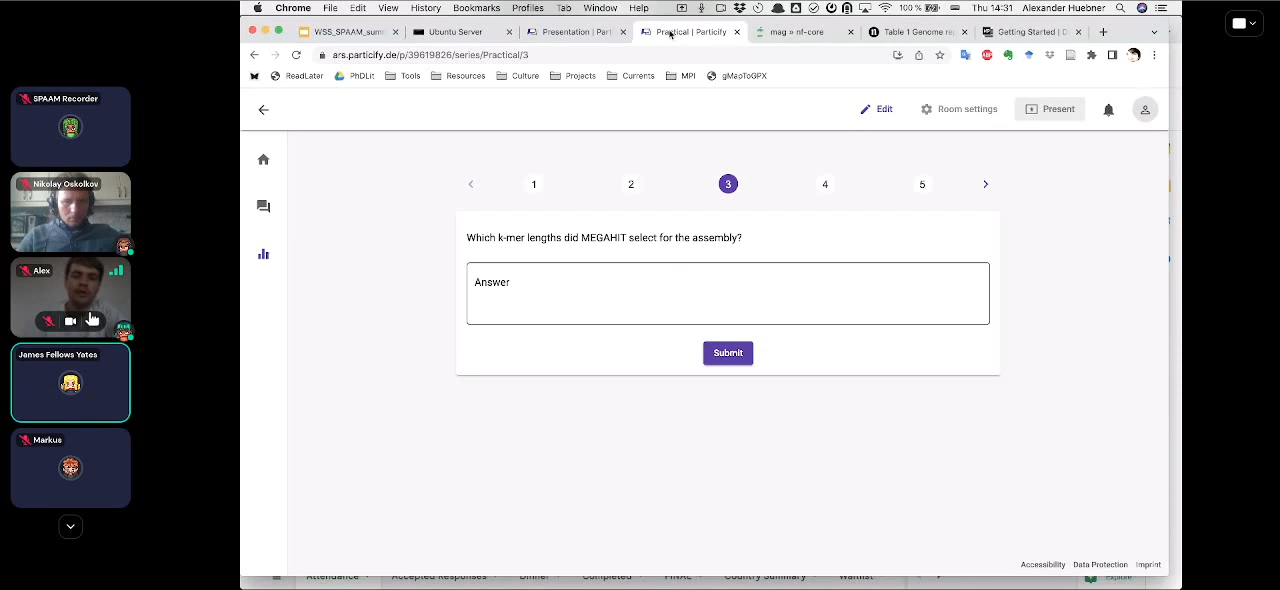 Chrome File Edit View History Bookmarks Profiles Tab Window Help 100 % Thu 14:31 Alexander Huebner
WSS_SPAAM_sum Ubuntu Server Presentation | Part Practical | Particify mag » nf-core Table 1 Genome re Getting Started | D
ars.particify.de/p/39619826/series/Practical/3
ReadLater PhDLit Tools Resources Culture Projects Currents MPI gMapToGPX
Edit Room settings Present
SPAAM Recorder
Nikolay Oskolkov
Alex
James Fellows Yates
Markus
1 2 3 4 5
Which k-mer lengths did MEGAHIT select for the assembly?
Answer
Submit
Accessibility Data Protection Imprint
Attendance Accepted Responses Dinner Completed FINAL Country Summary Waitlist Explore